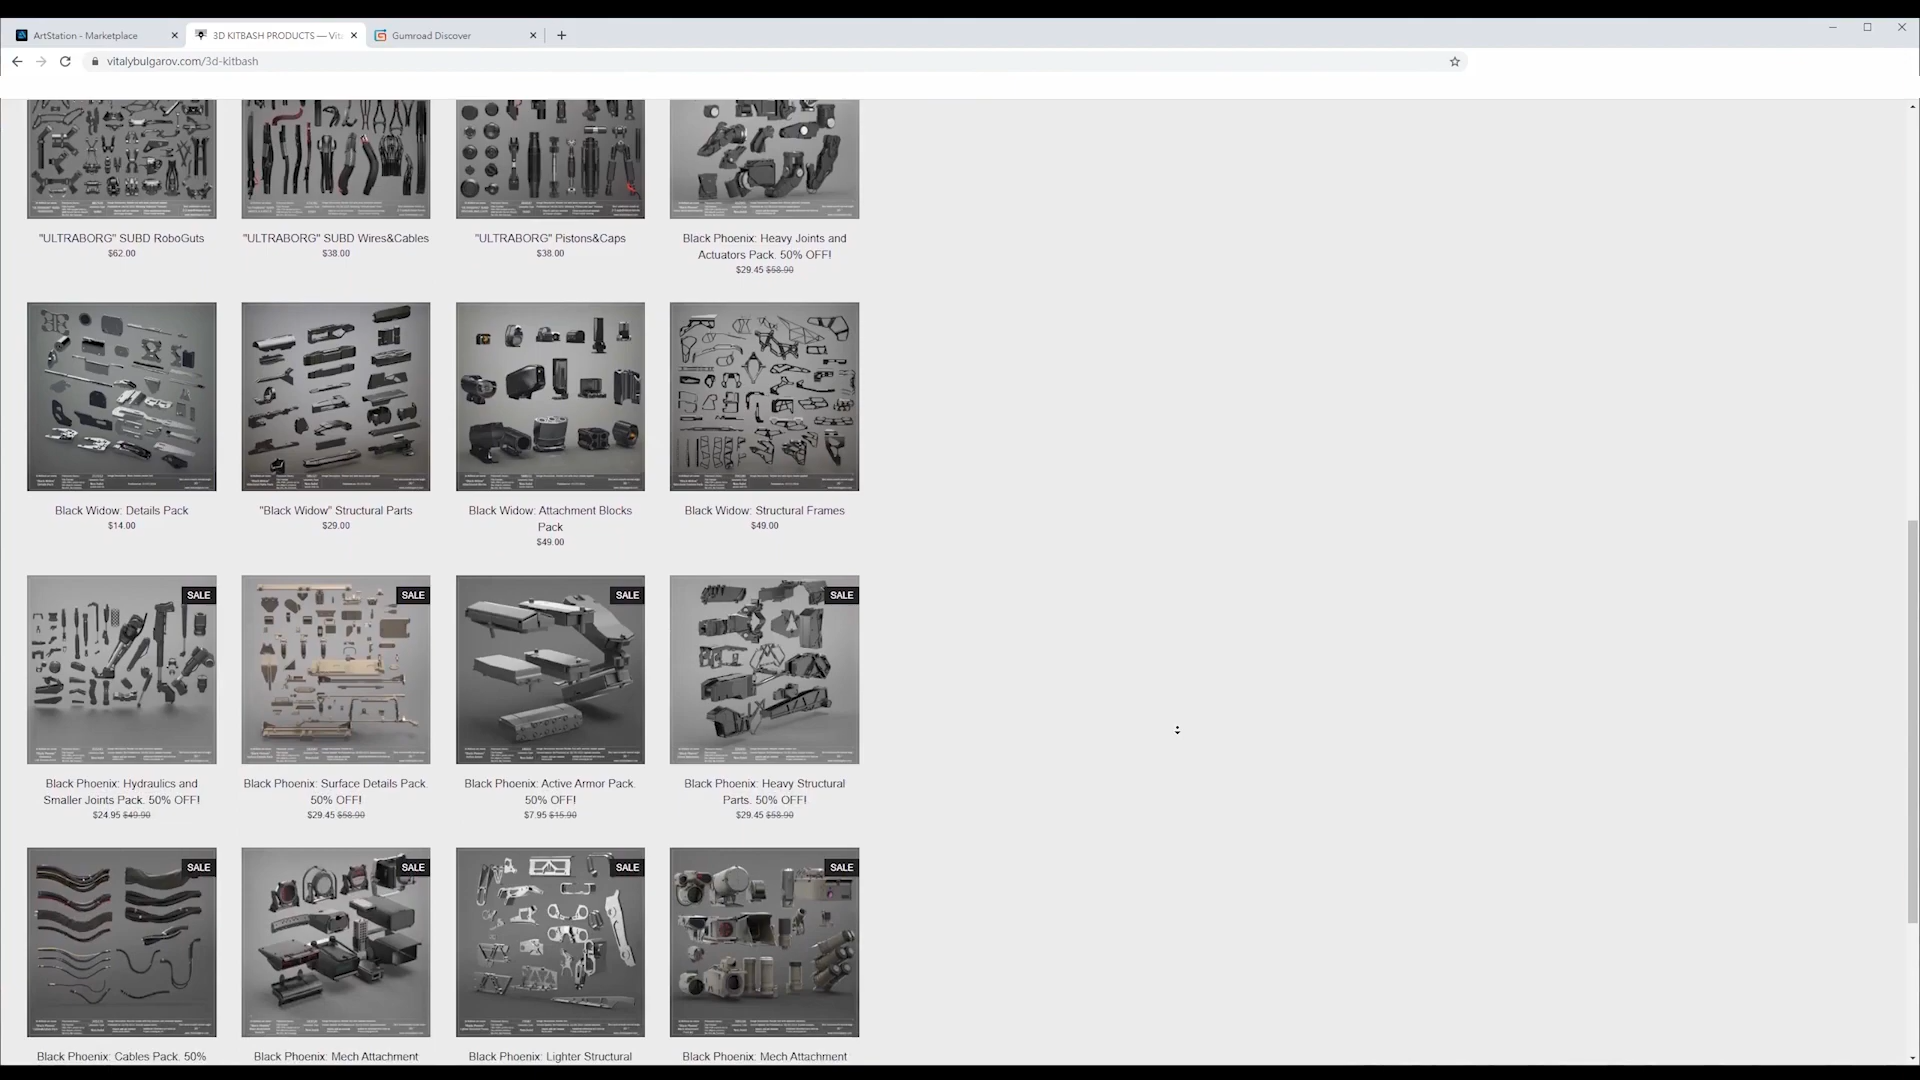 ArtStation - Marketplace
3D KITBASH PRODUCTS — Vit
Gumroad Discover
vitalybulgarov.com/3d-kitbash
"ULTRABORG" SUBD RoboGuts
$62.00
"ULTRABORG" SUBD Wires&Cables
$38.00
"ULTRABORG" Pistons&Caps
$38.00
Black Phoenix: Heavy Joints and
Actuators Pack. 50% OFF!
$29.45 $58.90
Black Widow: Details Pack
$14.00
"Black Widow" Structural Parts
$29.00
Black Widow: Attachment Blocks
Pack
$49.00
Black Widow: Structural Frames
$49.00
SALE
SALE
SALE
SALE
Black Phoenix: Hydraulics and
Smaller Joints Pack. 50% OFF!
$24.95 $49.90
Black Phoenix: Surface Details Pack.
50% OFF!
$29.45 $58.90
Black Phoenix: Active Armor Pack.
50% OFF!
$7.95 $15.90
Black Phoenix: Heavy Structural
Parts. 50% OFF!
$29.45 $58.90
SALE
SALE
SALE
SALE
Black Phoenix: Cables Pack. 50%
Black Phoenix: Mech Attachment
Black Phoenix: Lighter Structural
Black Phoenix: Mech Attachment